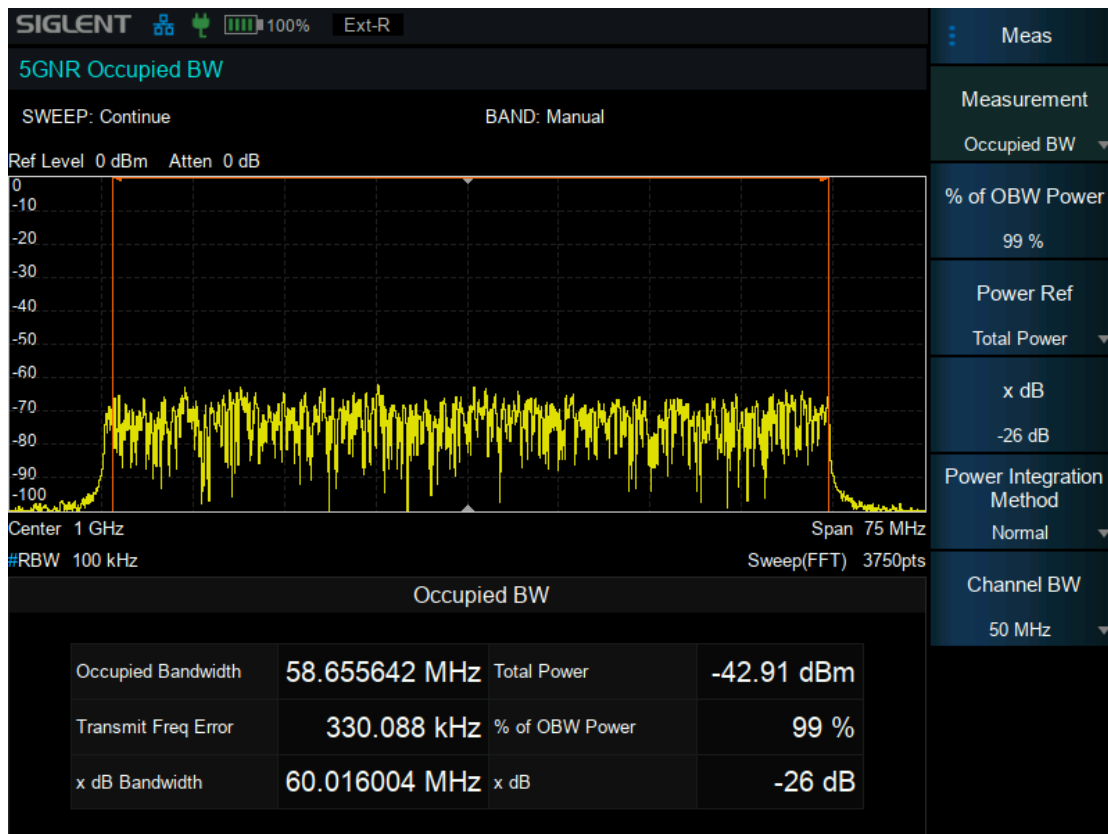 SIGLENT 100% Ext-R
Meas
5GNR Occupied BW
SWEEP: Continue BAND: Manual
Ref Level 0 dBm Atten 0 dB
0
-10
-20
-30
-40
-50
-60
-70
-80
-90
-100
Center 1 GHz Span 75 MHz
#RBW 100 kHz Sweep(FFT) 3750pts
Occupied BW
Occupied Bandwidth 58.655642 MHz Total Power -42.91 dBm
Transmit Freq Error 330.088 kHz % of OBW Power 99 %
x dB Bandwidth 60.016004 MHz x dB -26 dB
Measurement
Occupied BW
% of OBW Power
99 %
Power Ref
Total Power
x dB
-26 dB
Power Integration
Method
Normal
Channel BW
50 MHz